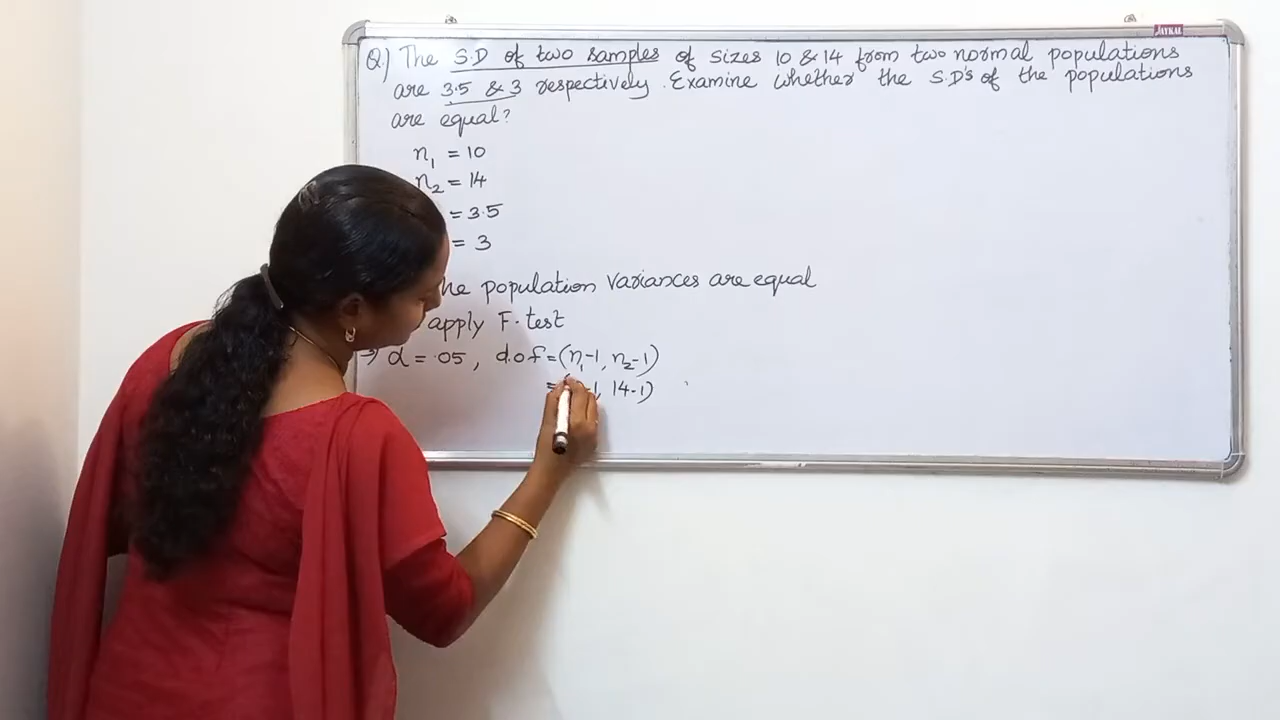 JAYKAL
Q.) The S.D of two samples of sizes 10 & 14 from two normal populations
are 3.5 & 3 respectively. Examine whether the S.D's of the populations
are equal?
n₁ = 10
n₂ = 14
= 3.5
= 3
he population variances are equal
apply F-test
⇒ α = .05, d.o.f = (n₁-1, n₂-1)
= -1, 14-1)